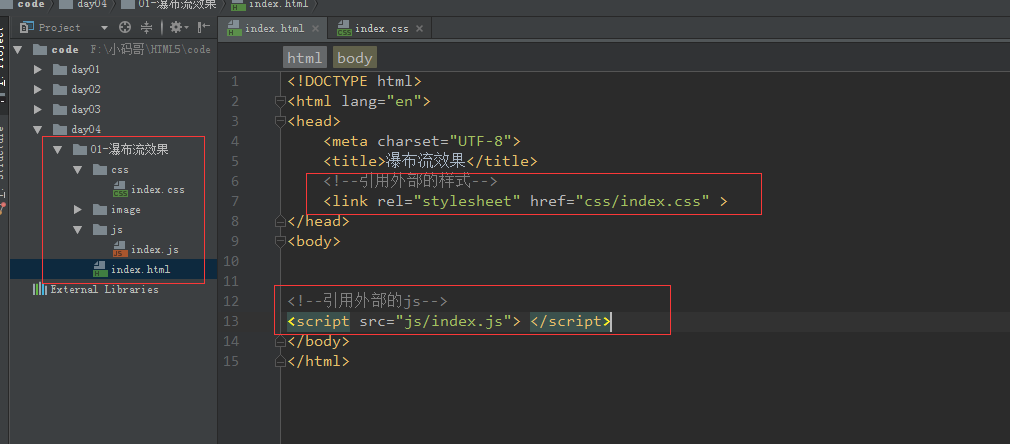 code day04 01-瀑布流效果 index.html
Project
index.html index.css
code F:\小码哥\HIML5\code
day01
day02
day03
day04
01-瀑布流效果
css
index.css
image
js
index.js
index.html
External Libraries
html body
1 <!DOCTYPE html>
2 <html lang="en">
3 <head>
4 <meta charset="UTF-8">
5 <title>瀑布流效果</title>
6 <!--引用外部的样式-->
7 <link rel="stylesheet" href="css/index.css" >
8 </head>
9 <body>
10
11
12 <!--引用外部的js-->
13 <script src="js/index.js"> </script>
14 </body>
15 </html>